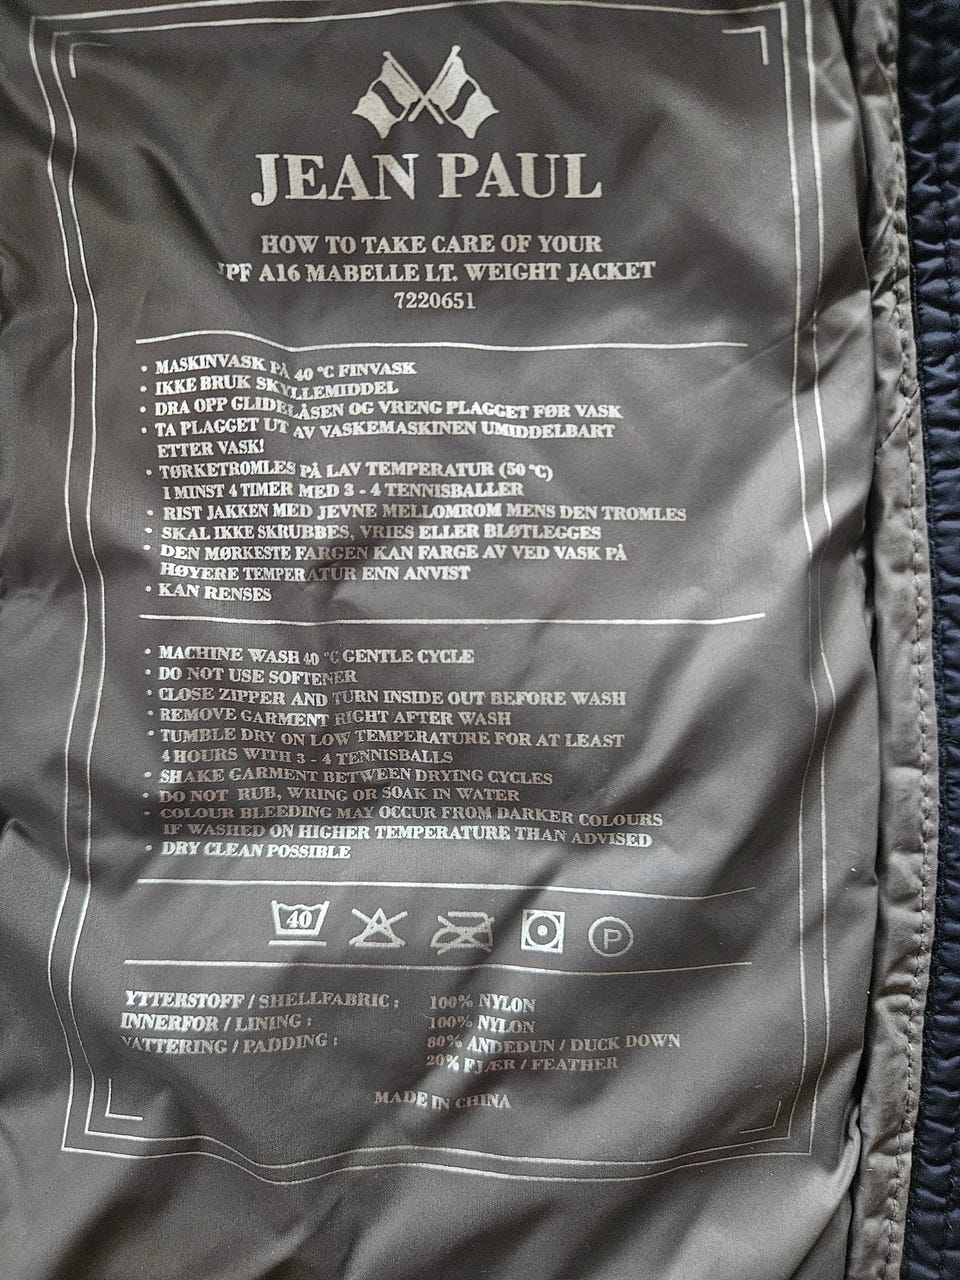 JEAN PAUL
HOW TO TAKE CARE OF YOUR
JPF A16 MABELLE LT. WEIGHT JACKET
7220651
• MASKINVASK PÅ 40 °C FINVASK
• IKKE BRUK SKYLLEMIDDEL
• DRA OPP GLIDELÅSEN OG VRENG PLAGGET FØR VASK
• TA PLAGGET UT AV VASKEMASKINEN UMIDDELBART
ETTER VASK!
• TØRKETROMLES PÅ LAV TEMPERATUR (50 °C)
I MINST 4 TIMER MED 3 - 4 TENNISBALLER
• RIST JAKKEN MED JEVNE MELLOMROM MENS DEN TROMLES
• SKAL IKKE SKRUBBES, VRIES ELLER BLØTLEGGES
• DEN MØRKESTE FARGEN KAN FARGE AV VED VASK PÅ
HØYERE TEMPERATUR ENN ANVIST
• KAN RENSES
• MACHINE WASH 40 °C GENTLE CYCLE
• DO NOT USE SOFTENER
• CLOSE ZIPPER AND TURN INSIDE OUT BEFORE WASH
• REMOVE GARMENT RIGHT AFTER WASH
• TUMBLE DRY ON LOW TEMPERATURE FOR AT LEAST
4 HOURS WITH 3 - 4 TENNISBALLS
• SHAKE GARMENT BETWEEN DRYING CYCLES
• DO NOT RUB, WRING OR SOAK IN WATER
• COLOUR BLEEDING MAY OCCUR FROM DARKER COLOURS
IF WASHED ON HIGHER TEMPERATURE THAN ADVISED
• DRY CLEAN POSSIBLE
40 P
YTTERSTOFF / SHELLFABRIC : 100% NYLON
INNERFOR / LINING : 100% NYLON
VATTERING / PADDING : 80% ANDEDUN / DUCK DOWN
20% FJÆR / FEATHER
MADE IN CHINA